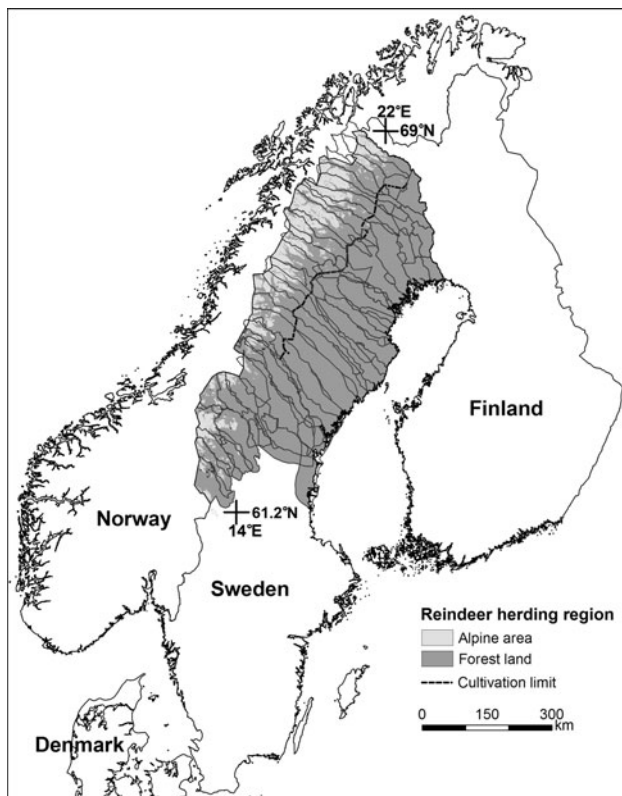 22°E
69°N
Finland
61.2°N
14°E
Norway
Sweden
Denmark
Reindeer herding region
Alpine area
Forest land
Cultivation limit
0 150 300
km